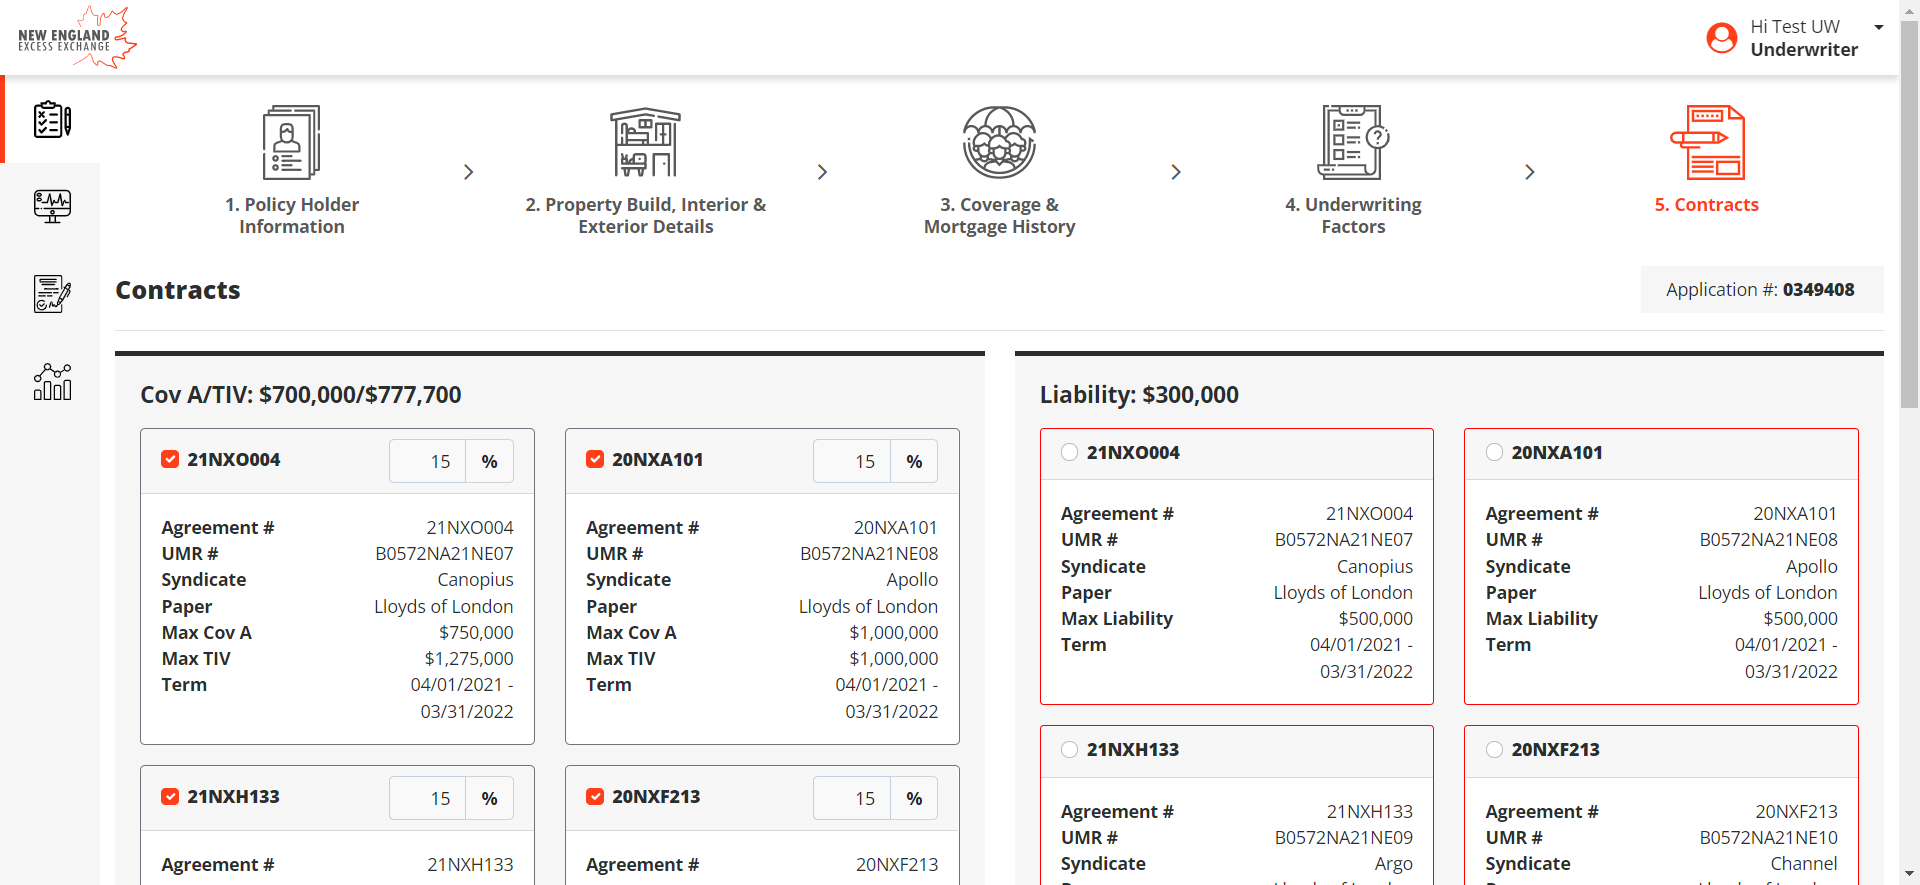 NEW ENGLAND
EXCESS EXCHANGE
Hi Test UW
Underwriter
1. Policy Holder
Information
2. Property Build, Interior &
Exterior Details
3. Coverage &
Mortgage History
4. Underwriting
Factors
5. Contracts
Contracts
Application #: 0349408
Cov A/TIV: $700,000/$777,700
21NXO004 15 %
Agreement # 21NXO004
UMR # B0572NA21NE07
Syndicate Canopius
Paper Lloyds of London
Max Cov A $750,000
Max TIV $1,275,000
Term 04/01/2021 -
03/31/2022
20NXA101 15 %
Agreement # 20NXA101
UMR # B0572NA21NE08
Syndicate Apollo
Paper Lloyds of London
Max Cov A $1,000,000
Max TIV $1,000,000
Term 04/01/2021 -
03/31/2022
21NXH133 15 %
Agreement # 21NXH133
20NXF213 15 %
Agreement # 20NXF213
Liability: $300,000
21NXO004
Agreement # 21NXO004
UMR # B0572NA21NE07
Syndicate Canopius
Paper Lloyds of London
Max Liability $500,000
Term 04/01/2021 -
03/31/2022
20NXA101
Agreement # 20NXA101
UMR # B0572NA21NE08
Syndicate Apollo
Paper Lloyds of London
Max Liability $500,000
Term 04/01/2021 -
03/31/2022
21NXH133
Agreement # 21NXH133
UMR # B0572NA21NE09
Syndicate Argo
20NXF213
Agreement # 20NXF213
UMR # B0572NA21NE10
Syndicate Channel